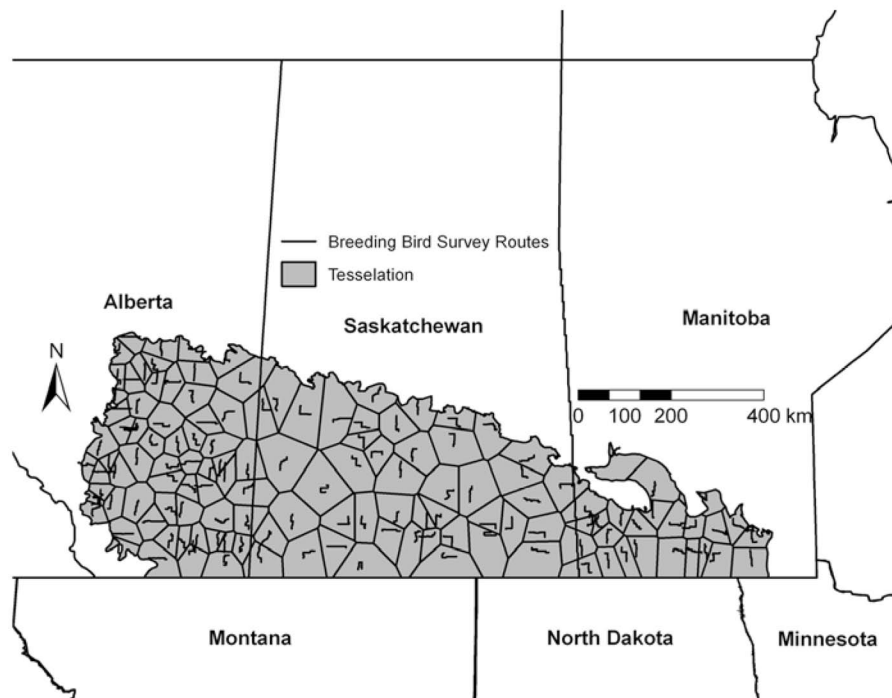 Breeding Bird Survey Routes
Tesselation
Alberta
Saskatchewan
Manitoba
N
0 100 200 400 km
Montana
North Dakota
Minnesota